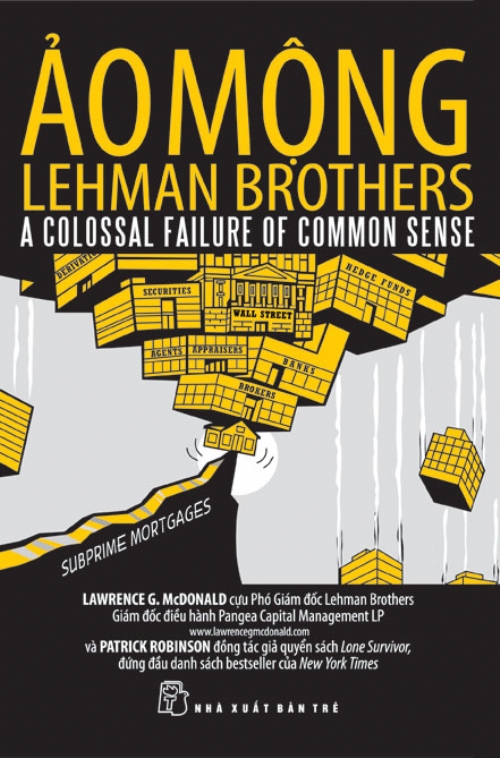 ẢO MỘNG
LEHMAN BROTHERS
A COLOSSAL FAILURE OF COMMON SENSE
SECURITIES
WALL STREET
HEDGE FUNDS
AGENTS
APPRAISERS
BANKS
BROKERS
SUBPRIME MORTGAGES
LAWRENCE G. McDONALD cựu Phó Giám đốc Lehman Brothers
Giám đốc điều hành Pangea Capital Management LP
www.lawrencegmcdonald.com
và PATRICK ROBINSON đồng tác giả quyển sách Lone Survivor,
đứng đầu danh sách bestseller của New York Times
NHÀ XUẤT BẢN TRẺ